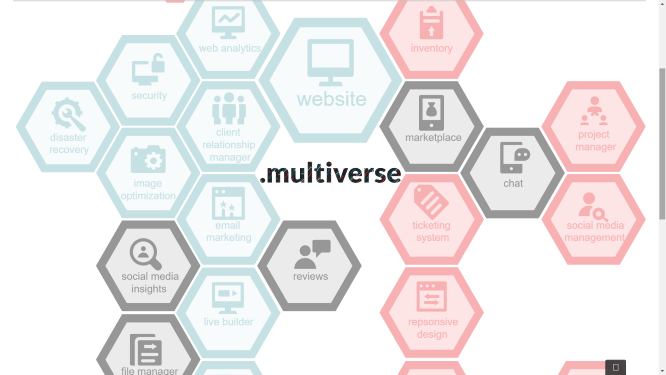 web analytics
inventory
website
security
marketplace
disaster
recovery
client
relationship
manager
project
manager
.multiverse
chat
image
optimization
email
marketing
ticketing
system
social media
management
social media
insights
reviews
live builder
repsonsive
design
file manager